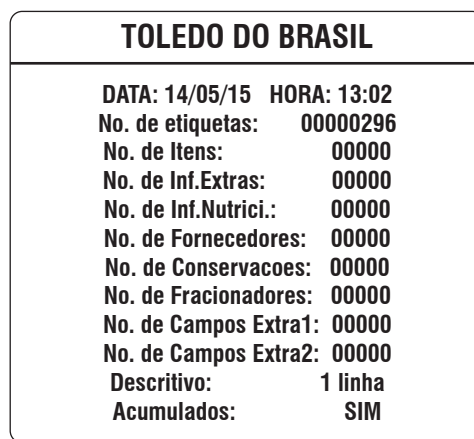 TOLEDO DO BRASIL
DATA: 14/05/15 HORA: 13:02
No. de etiquetas: 00000296
No. de Itens: 00000
No. de Inf.Extras: 00000
No. de Inf.Nutrici.: 00000
No. de Fornecedores: 00000
No. de Conservacoes: 00000
No. de Fracionadores: 00000
No. de Campos Extra1: 00000
No. de Campos Extra2: 00000
Descritivo: 1 linha
Acumulados: SIM